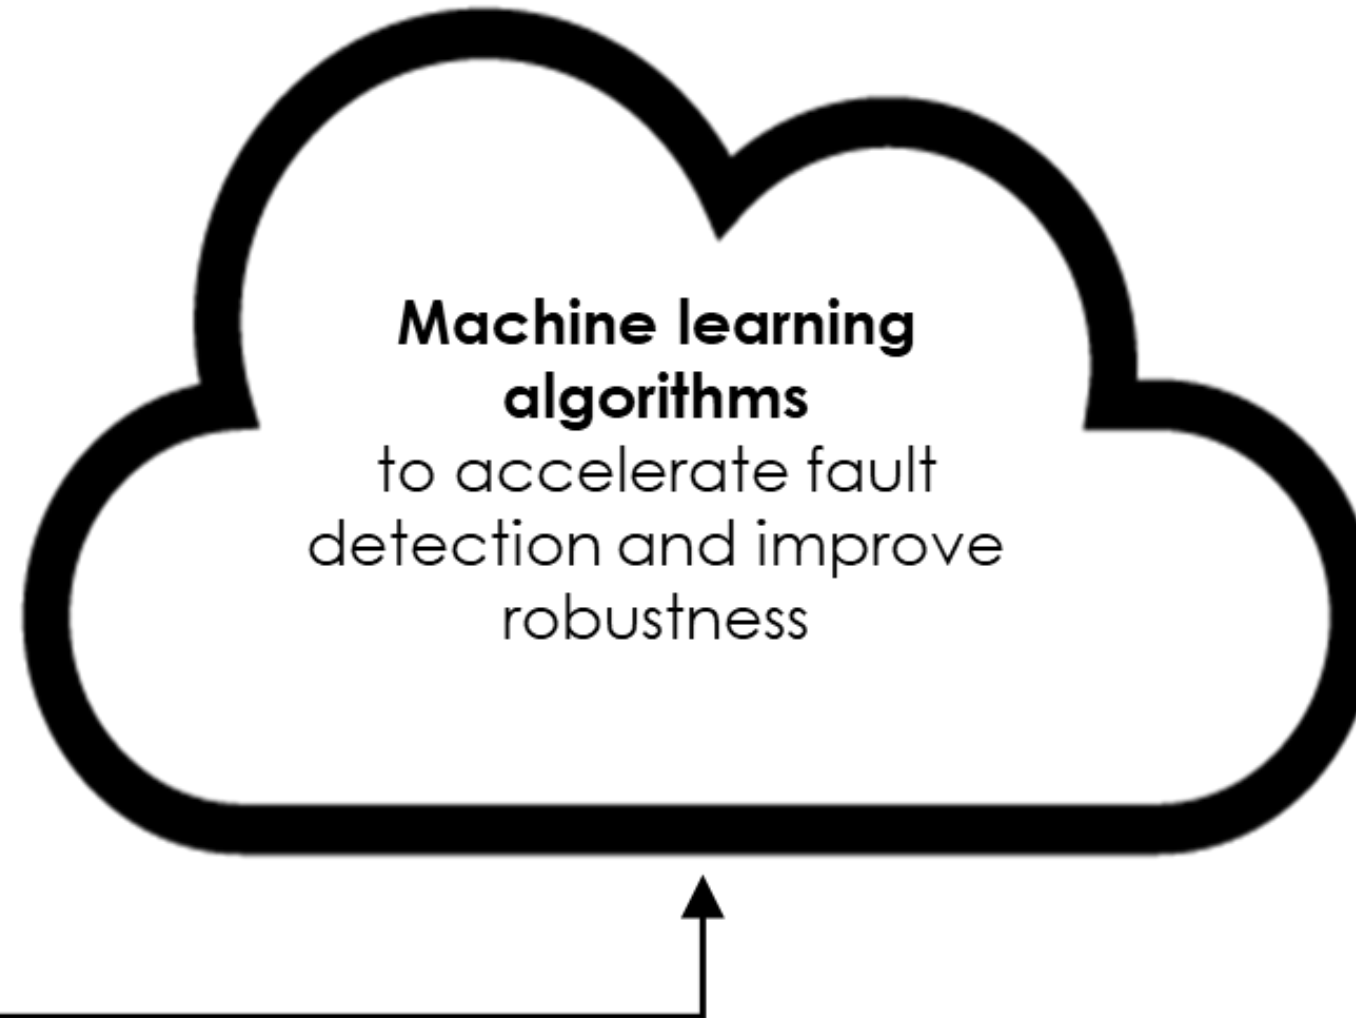 Machine learning
algorithms
to accelerate fault
detection and improve
robustness